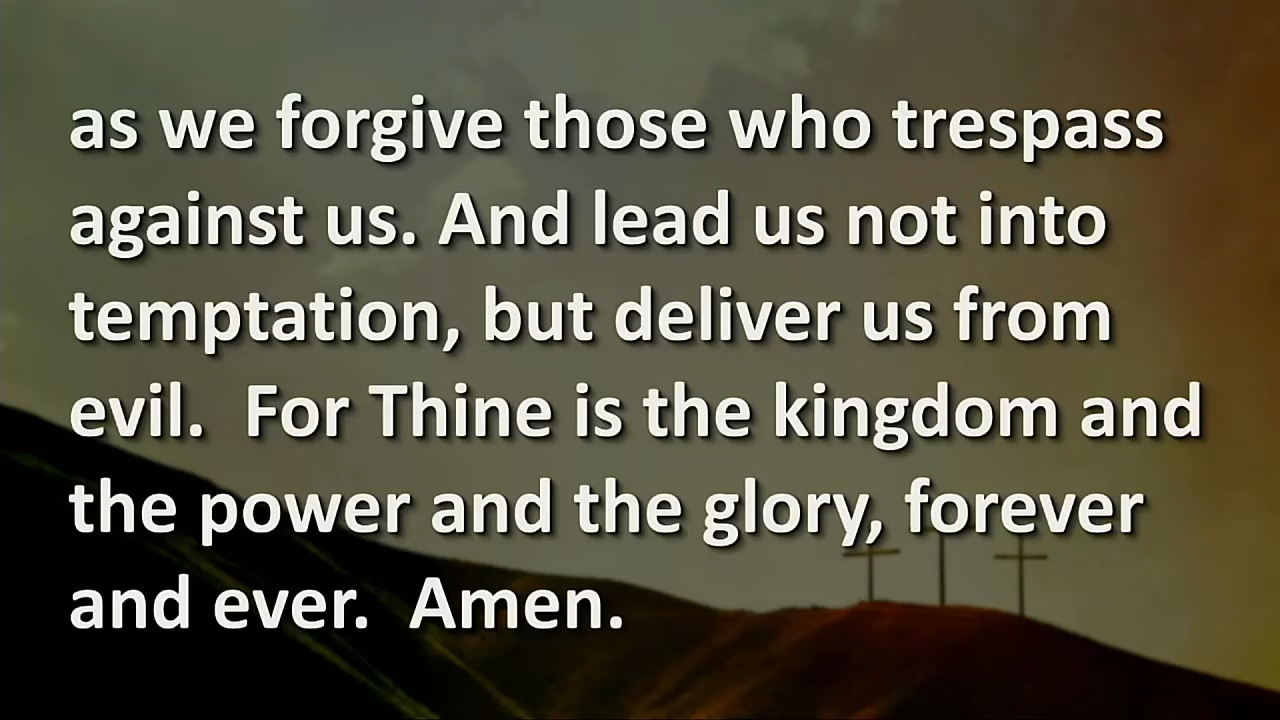 as we forgive those who trespass
against us. And lead us not into
temptation, but deliver us from
evil.  For Thine is the kingdom and
the power and the glory, forever
and ever.  Amen.